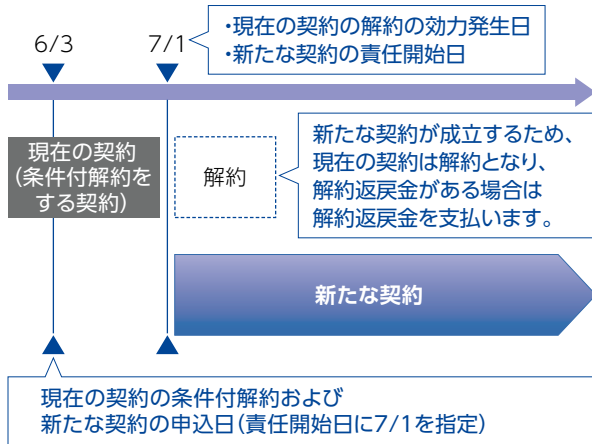 6/3
7/1
・現在の契約の解約の効力発生日
・新たな契約の責任開始日
現在の契約
(条件付解約を
する契約)
解約
新たな契約が成立するため、
現在の契約は解約となり、
解約返戻金がある場合は
解約返戻金を支払います。
新たな契約
現在の契約の条件付解約および
新たな契約の申込日(責任開始日に7/1を指定)